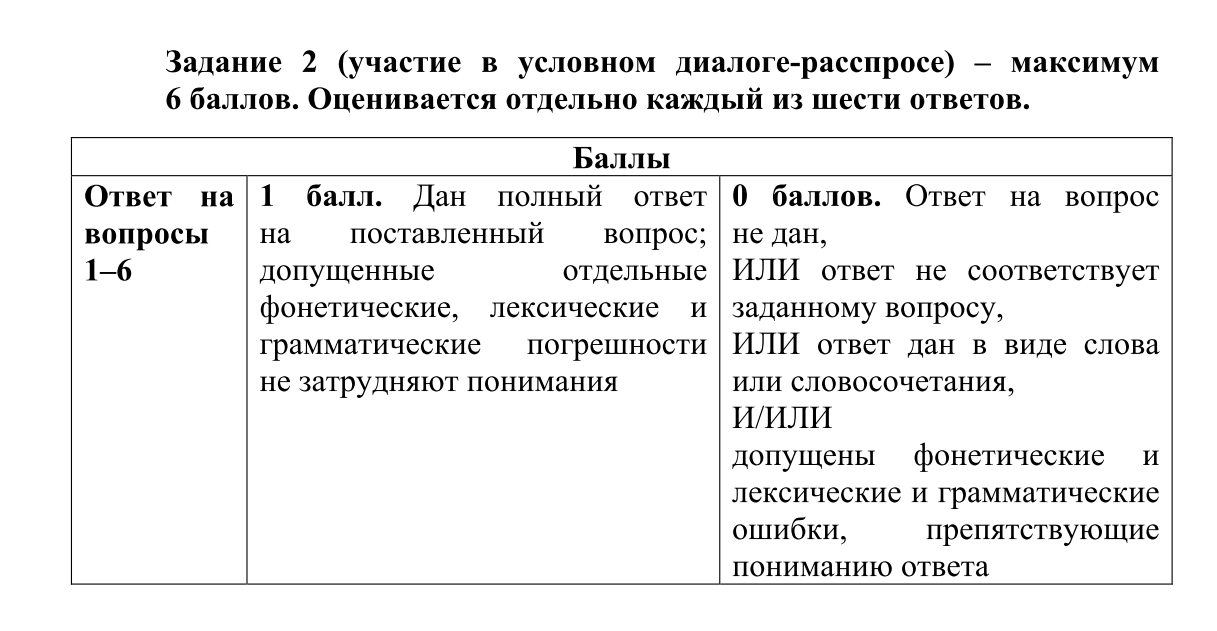 Задание 2 (участие в условном диалоге-расспросе) – максимум
6 баллов. Оценивается отдельно каждый из шести ответов.
Баллы
Ответ на
вопросы
1–6
1 балл. Дан полный ответ
на поставленный вопрос;
допущенные отдельные
фонетические, лексические и
грамматические погрешности
не затрудняют понимания
0 баллов. Ответ на вопрос
не дан,
ИЛИ ответ не соответствует
заданному вопросу,
ИЛИ ответ дан в виде слова
или словосочетания,
И/ИЛИ
допущены фонетические и
лексические и грамматические
ошибки, препятствующие
пониманию ответа